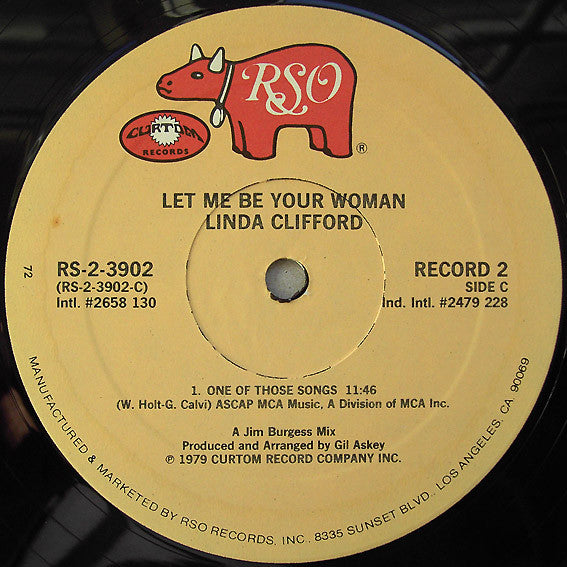 RSO
CURTOM
RECORDS
®
LET ME BE YOUR WOMAN
LINDA CLIFFORD
RS-2-3902
(RS-2-3902-C)
Intl. #2658 130
RECORD 2
SIDE C
Ind. Intl. #2479 228
72
1. ONE OF THOSE SONGS 11:46
(W. Holt-G. Calvi) ASCAP MCA Music, A Division of MCA Inc.
A Jim Burgess Mix
Produced and Arranged by Gil Askey
℗ 1979 CURTOM RECORD COMPANY INC.
MANUFACTURED & MARKETED BY RSO RECORDS, INC. 8335 SUNSET BLVD., LOS ANGELES, CA 90069